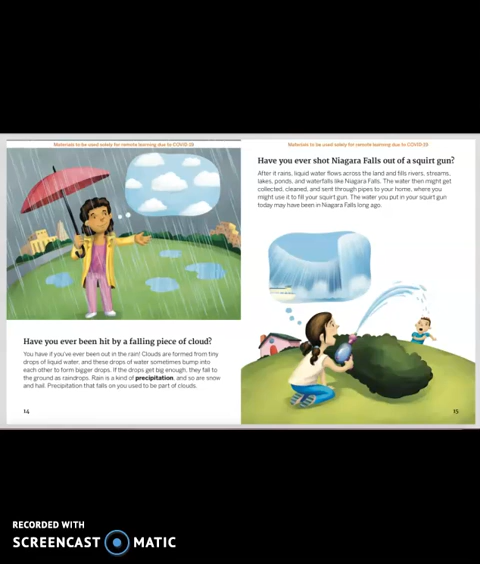 Materials to be used solely for remote learning due to COVID-19
Have you ever been hit by a falling piece of cloud?
You have if you've ever been out in the rain! Clouds are formed from tiny
drops of liquid water, and these drops of water sometimes bump into
each other to form bigger drops. If the drops get big enough, they fall to
the ground as raindrops. Rain is a kind of precipitation, and so are snow
and hail. Precipitation that falls on you used to be part of clouds.
14
Materials to be used solely for remote learning due to COVID-19
Have you ever shot Niagara Falls out of a squirt gun?
After it rains, liquid water flows across the land and fills rivers, streams,
lakes, ponds, and waterfalls like Niagara Falls. The water then might get
collected, cleaned, and sent through pipes to your home, where you
might use it to fill your squirt gun. The water you put in your squirt gun
today may have been in Niagara Falls long ago.
15
RECORDED WITH
SCREENCAST MATIC